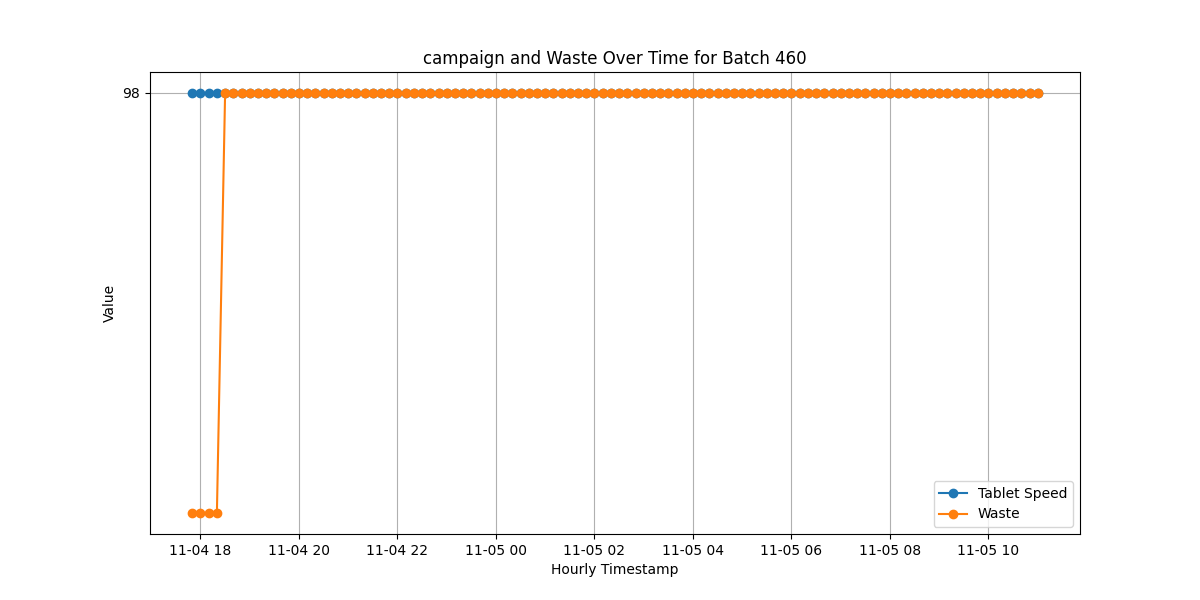 campaign and Waste Over Time for Batch 460
98
Value
Tablet Speed
Waste
11-04 18 11-04 20 11-04 22 11-05 00 11-05 02 11-05 04 11-05 06 11-05 08 11-05 10
Hourly Timestamp